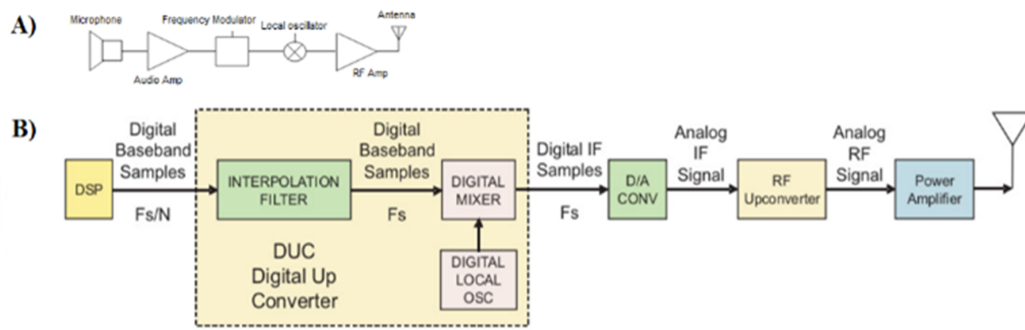 A)
Microphone
Frequency Modulator
Local oscillator
Antenna
Audio Amp
RF Amp
B)
DSP
Digital
Baseband
Samples
Fs/N
INTERPOLATION
FILTER
Digital
Baseband
Samples
Fs
DIGITAL
MIXER
DIGITAL
LOCAL
OSC
DUC
Digital Up
Converter
Digital IF
Samples
Fs
D/A
CONV
Analog
IF
Signal
RF
Upconverter
Analog
RF
Signal
Power
Amplifier